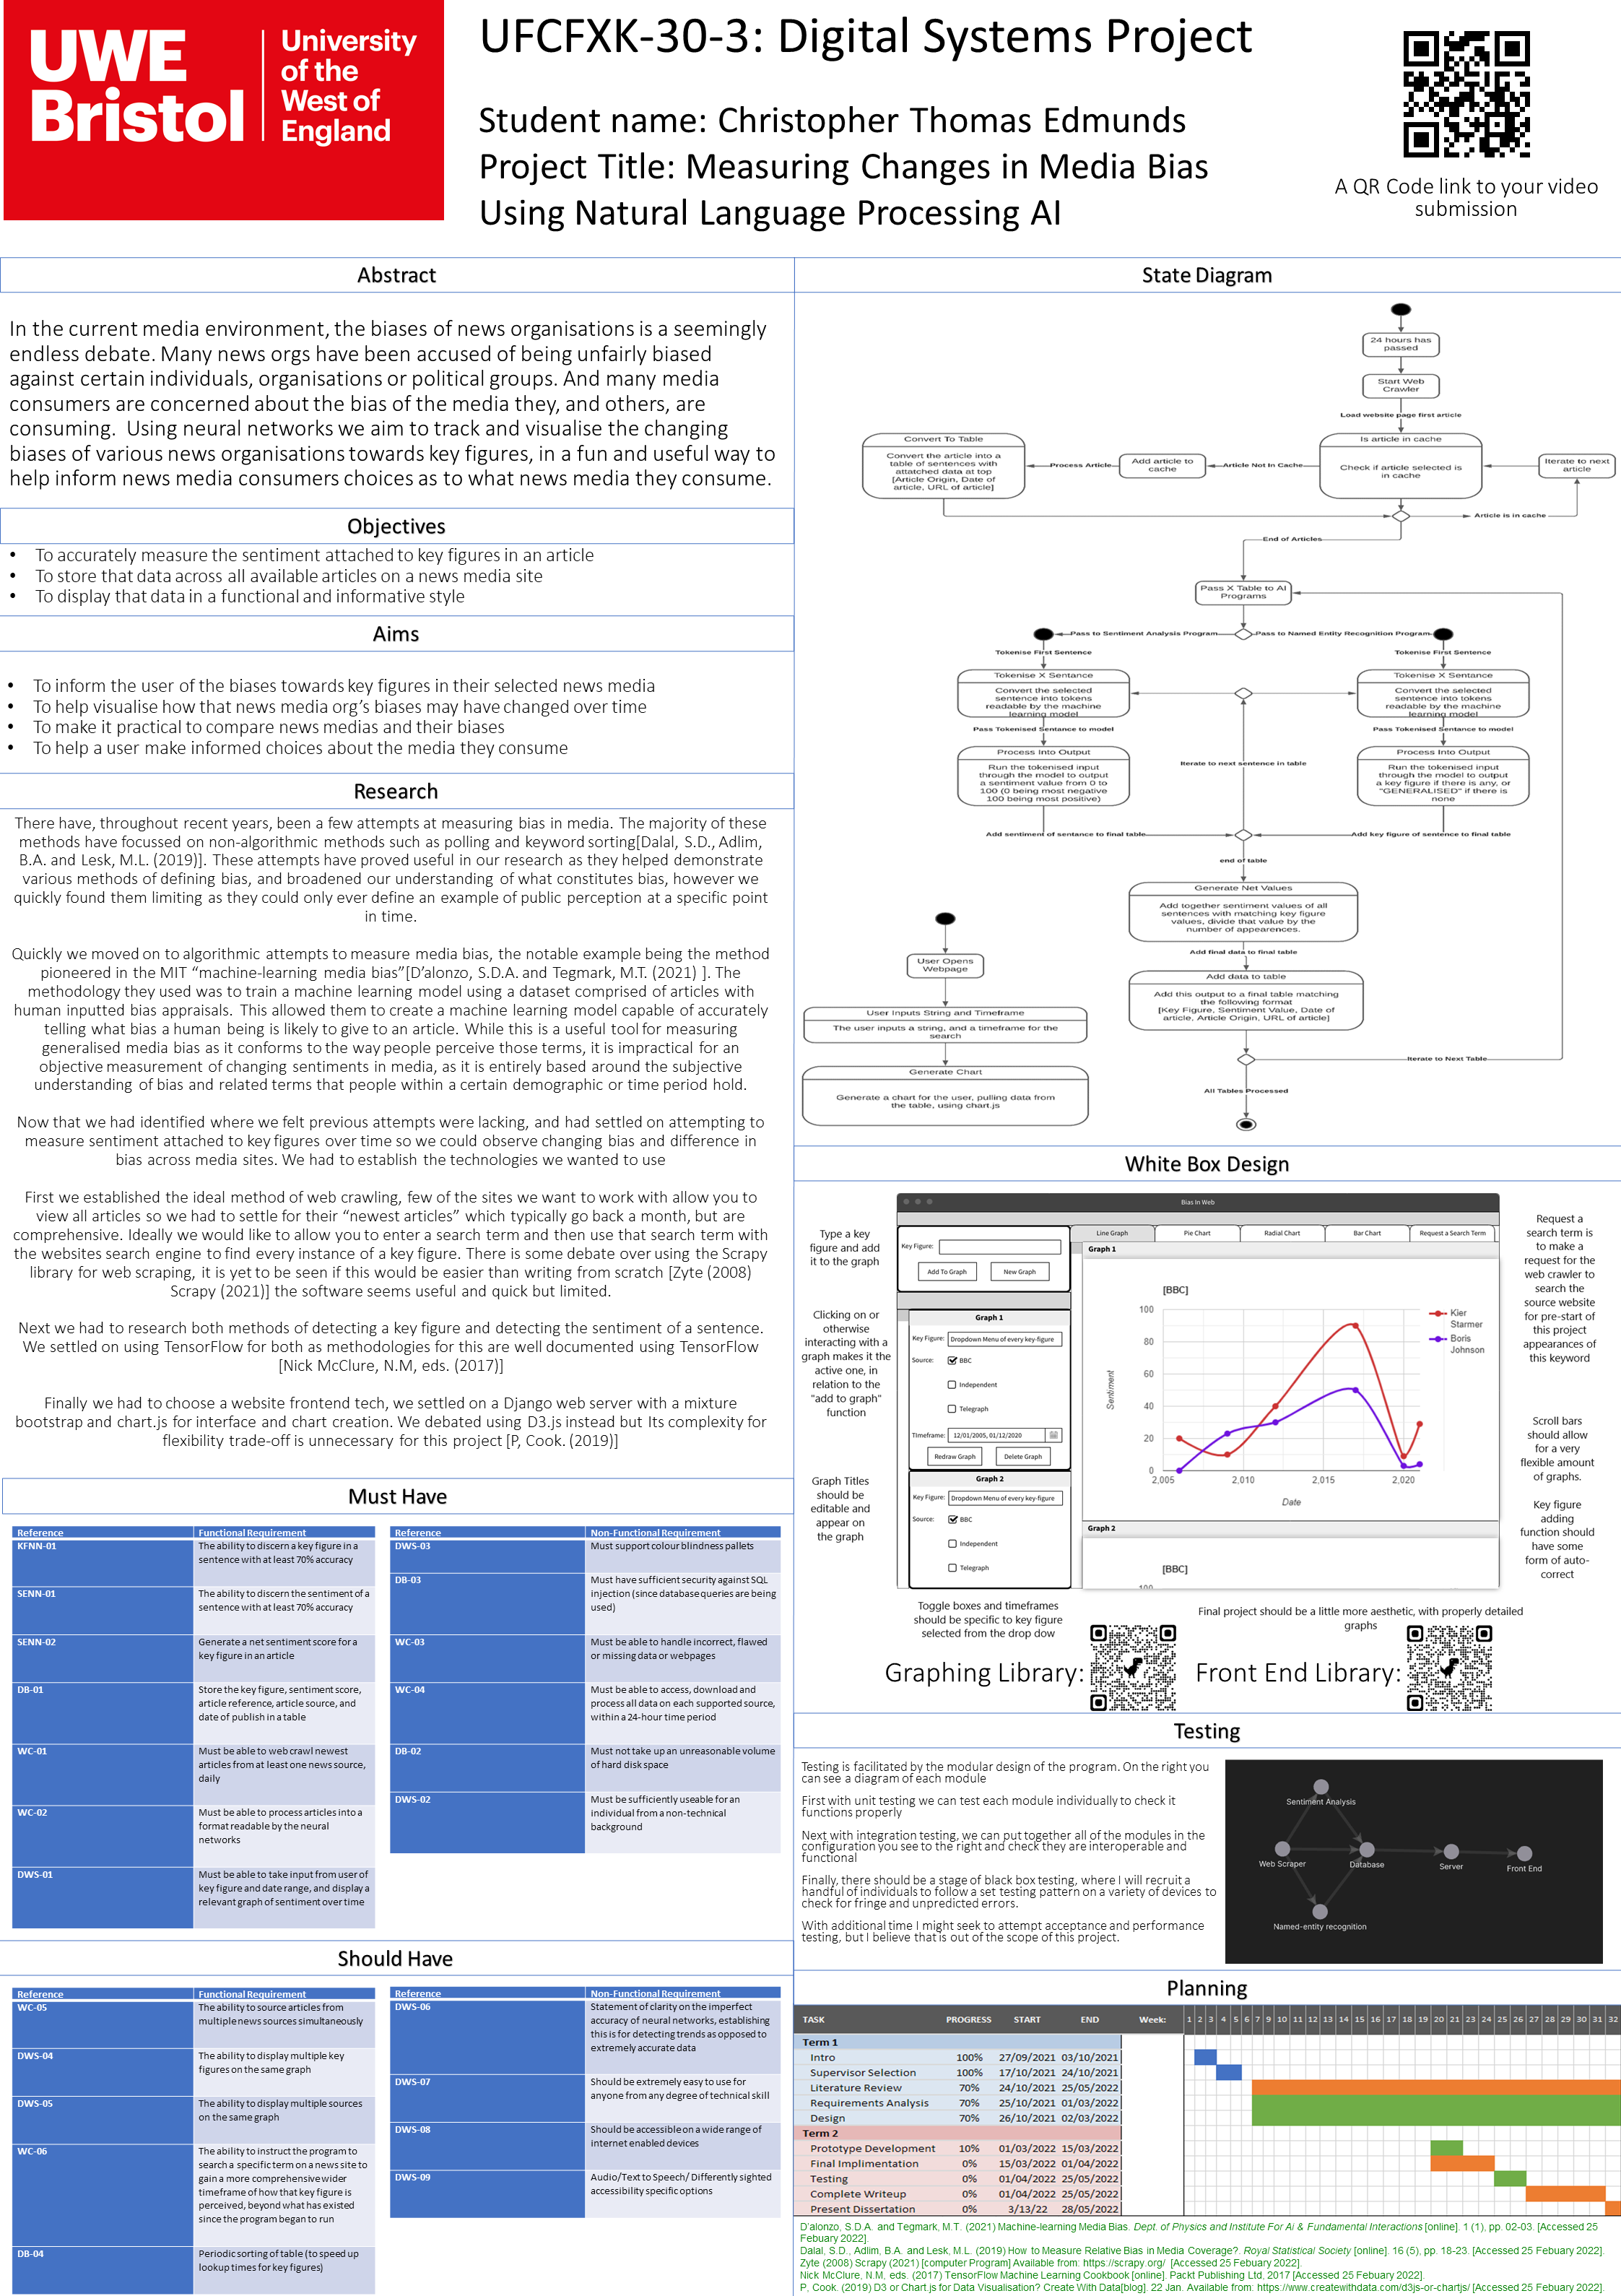 UWE
Bristol
University
of the
West of
England
UFCFXK-30-3: Digital Systems Project
Student name: Christopher Thomas Edmunds
Project Title: Measuring Changes in Media Bias
Using Natural Language Processing AI
A QR Code link to your video
submission
Abstract
In the current media environment, the biases of news organisations is a seemingly
endless debate. Many news orgs have been accused of being unfairly biased
against certain individuals, organisations or political groups. And many media
consumers are concerned about the bias of the media they, and others, are
consuming.  Using neural networks we aim to track and visualise the changing
biases of various news organisations towards key figures, in a fun and useful way to
help inform news media consumers choices as to what news media they consume.
Objectives
• To accurately measure the sentiment attached to key figures in an article
• To store that data across all available articles on a news media site
• To display that data in a functional and informative style
Aims
• To inform the user of the biases towards key figures in their selected news media
• To help visualise how that news media org's biases may have changed over time
• To make it practical to compare news medias and their biases
• To help a user make informed choices about the media they consume
Research
There have, throughout recent years, been a few attempts at measuring bias in media. The majority of these
methods have focussed on non-algorithmic methods such as polling and keyword sorting[Dalal, S.D., Adlim,
B.A. and Lesk, M.L. (2019)]. These attempts have proved useful in our research as they helped demonstrate
various methods of defining bias, and broadened our understanding of what constitutes bias, however we
quickly found them limiting as they could only ever define an example of public perception at a specific point
in time.
Quickly we moved on to algorithmic attempts to measure media bias, the notable example being the method
pioneered in the MIT “machine-learning media bias”[D’alonzo, S.D.A. and Tegmark, M.T. (2021) ]. The
methodology they used was to train a machine learning model using a dataset comprised of articles with
human inputted bias appraisals. This allowed them to create a machine learning model capable of accurately
telling what bias a human being is likely to give to an article. While this is a useful tool for measuring
generalised media bias as it conforms to the way people perceive those terms, it is impractical for an
objective measurement of changing sentiments in media, as it is entirely based around the subjective
understanding of bias and related terms that people within a certain demographic or time period hold.
Now that we had identified where we felt previous attempts were lacking, and had settled on attempting to
measure sentiment attached to key figures over time so we could observe changing bias and difference in
bias across media sites. We had to establish the technologies we wanted to use
First we established the ideal method of web crawling, few of the sites we want to work with allow you to
view all articles so we had to settle for their “newest articles” which typically go back a month, but are
comprehensive. Ideally we would like to allow you to enter a search term and then use that search term with
the websites search engine to find every instance of a key figure. There is some debate over using the Scrapy
library for web scraping, it is yet to be seen if this would be easier than writing from scratch [Zyte (2008)
Scrapy (2021)] the software seems useful and quick but limited.
Next we had to research both methods of detecting a key figure and detecting the sentiment of a sentence.
We settled on using TensorFlow for both as methodologies for this are well documented using TensorFlow
[Nick McClure, N.M, eds. (2017)]
Finally we had to choose a website frontend tech, we settled on a Django web server with a mixture
bootstrap and chart.js for interface and chart creation. We debated using D3.js instead but Its complexity for
flexibility trade-off is unnecessary for this project [P, Cook. (2019)]
Must Have
Reference Functional Requirement
KFNN-01 The ability to discern a key figure in a
sentence with at least 70% accuracy
SENN-01 The ability to discern the sentiment of a
sentence with at least 70% accuracy
SENN-02 Generate a net sentiment score for a
key figure in an article
DB-01 Store the key figure, sentiment score,
article reference, article source, and
date of publish in a table
WC-01 Must be able to web crawl newest
articles from at least one news source,
daily
WC-02 Must be able to process articles into a
format readable by the neural
networks
DWS-01 Must be able to take input from user of
key figure and date range, and display a
relevant graph of sentiment over time
Reference Non-Functional Requirement
DWS-03 Must support colour blindness pallets
DB-03 Must have sufficient security against SQL
injection (since database queries are being
used)
WC-03 Must be able to handle incorrect, flawed
or missing data or webpages
WC-04 Must be able to access, download and
process all data on each supported source,
within a 24-hour time period
DB-02 Must not take up an unreasonable volume
of hard disk space
DWS-02 Must be sufficiently useable for an
individual from a non-technical
background
Should Have
Reference Functional Requirement
WC-05 The ability to source articles from
multiple news sources simultaneously
DWS-04 The ability to display multiple key
figures on the same graph
DWS-05 The ability to display multiple sources
on the same graph
WC-06 The ability to instruct the program to
search a specific term on a news site to
gain a more comprehensive wider
timeframe of how that key figure is
perceived, beyond what has existed
since the program began to run
DB-04 Periodic sorting of table (to speed up
lookup times for key figures)
Reference Non-Functional Requirement
DWS-06 Statement of clarity on the imperfect
accuracy of neural networks, establishing
this is for detecting trends as opposed to
extremely accurate data
DWS-07 Should be extremely easy to use for
anyone from any degree of technical skill
DWS-08 Should be accessible on a wide range of
internet enabled devices
DWS-09 Audio/Text to Speech/ Differently sighted
accessibility specific options
State Diagram
24 hours has
passed
Start Web
Crawler
Load website page first article
Is article in cache
Check if article selected is
in cache
Iterate to next
article
Article is in cache
Article Not In Cache
Add article to
cache
Process Article
Convert To Table
Convert the article into a
table of sentences with
attatched data at top
[Article Origin, Date of
article, URL of article]
End of Articles
Pass X Table to AI
Programs
Pass to Sentiment Analysis Program
Pass to Named Entity Recognition Program
Tokenise First Sentence
Tokenise First Sentence
Tokenise X Sentance
Convert the selected
sentence into tokens
readable by the machine
learning model
Tokenise X Sentance
Convert the selected
sentence into tokens
readable by the machine
learning model
Pass Tokenised Sentance to model
Pass Tokenised Sentance to model
Process Into Output
Run the tokenised input
through the model to output
a sentiment value from 0 to
100 (0 being most negative
100 being most positive)
Iterate to next sentence in table
Process Into Output
Run the tokenised input
through the model to output
a key figure if there is any, or
"GENERALISED" if there is
none
Add sentiment of sentance to final table
Add key figure of sentence to final table
end of table
Generate Net Values
Add together sentiment values of all
sentences with matching key figure
values, divide that value by the
number of appearences.
Add final data to final table
Add data to table
Add this output to a final table matching
the following format
[Key Figure, Sentiment Value, Date of
article, Article Origin, URL of article]
Iterate to Next Table
All Tables Processed
User Opens
Webpage
User Inputs String and Timeframe
The user inputs a string, and a timeframe for the
search
Generate Chart
Generate a chart for the user, pulling data from
the table, using chart.js
White Box Design
Type a key
figure and add
it to the graph
Clicking on or
otherwise
interacting with a
graph makes it the
active one, in
relation to the
"add to graph"
function
Graph Titles
should be
editable and
appear on
the graph
Bias In Web
Key Figure:
Add To Graph New Graph
Graph 1
Key Figure: Dropdown Menu of every key-figure
Source: BBC
Independent
Telegraph
Timeframe: 12/01/2005, 01/12/2020
Redraw Graph Delete Graph
Graph 2
Key Figure: Dropdown Menu of every key-figure
Source: BBC
Independent
Telegraph
Line Graph Pie Chart Radial Chart Bar Chart Request a Search Term
Graph 1
[BBC]
100
80
60
40
20
0
Sentiment
2,005 2,010 2,015 2,020
Date
Kier
Starmer
Boris
Johnson
Graph 2
[BBC]
100
Request a
search term is
to make a
request for the
web crawler to
search the
source website
for pre-start of
this project
appearances of
this keyword
Scroll bars
should allow
for a very
flexible amount
of graphs.
Key figure
adding
function should
have some
form of auto-
correct
Toggle boxes and timeframes
should be specific to key figure
selected from the drop dow
Final project should be a little more aesthetic, with properly detailed
graphs
Graphing Library:
Front End Library:
Testing
Testing is facilitated by the modular design of the program. On the right you
can see a diagram of each module
First with unit testing we can test each module individually to check it
functions properly
Next with integration testing, we can put together all of the modules in the
configuration you see to the right and check they are interoperable and
functional
Finally, there should be a stage of black box testing, where I will recruit a
handful of individuals to follow a set testing pattern on a variety of devices to
check for fringe and unpredicted errors.
With additional time I might seek to attempt acceptance and performance
testing, but I believe that is out of the scope of this project.
Sentiment Analysis
Web Scraper
Database
Server
Front End
Named-entity recognition
Planning
TASK PROGRESS START END Week: 1 2 3 4 5 6 7 9 10 11 12 13 14 15 16 17 18 19 20 21 23 24 25 26 27 28 29 30 31 32
Term 1
Intro 100% 27/09/2021 03/10/2021
Supervisor Selection 100% 17/10/2021 24/10/2021
Literature Review 70% 24/10/2021 25/05/2022
Requirements Analysis 70% 25/10/2021 01/03/2022
Design 70% 26/10/2021 02/03/2022
Term 2
Prototype Development 10% 01/03/2022 15/03/2022
Final Implimentation 0% 15/03/2022 01/04/2022
Testing 0% 01/04/2022 25/05/2022
Complete Writeup 0% 01/04/2022 25/05/2022
Present Dissertation 0% 3/13/22 28/05/2022
D'alonzo, S.D.A. and Tegmark, M.T. (2021) Machine-learning Media Bias. Dept. of Physics and Institute For Ai & Fundamental Interactions [online]. 1 (1), pp. 02-03. [Accessed 25
Febuary 2022].
Dalal, S.D., Adlim, B.A. and Lesk, M.L. (2019) How to Measure Relative Bias in Media Coverage?. Royal Statistical Society [online]. 16 (5), pp. 18-23. [Accessed 25 Febuary 2022].
Zyte (2008) Scrapy (2021) [computer Program] Available from: https://scrapy.org/ [Accessed 25 Febuary 2022].
Nick McClure, N.M, eds. (2017) TensorFlow Machine Learning Cookbook [online]. Packt Publishing Ltd, 2017 [Accessed 25 Febuary 2022].
P, Cook. (2019) D3 or Chart.js for Data Visualisation? Create With Data[blog]. 22 Jan. Available from: https://www.createwithdata.com/d3js-or-chartjs/ [Accessed 25 Febuary 2022].